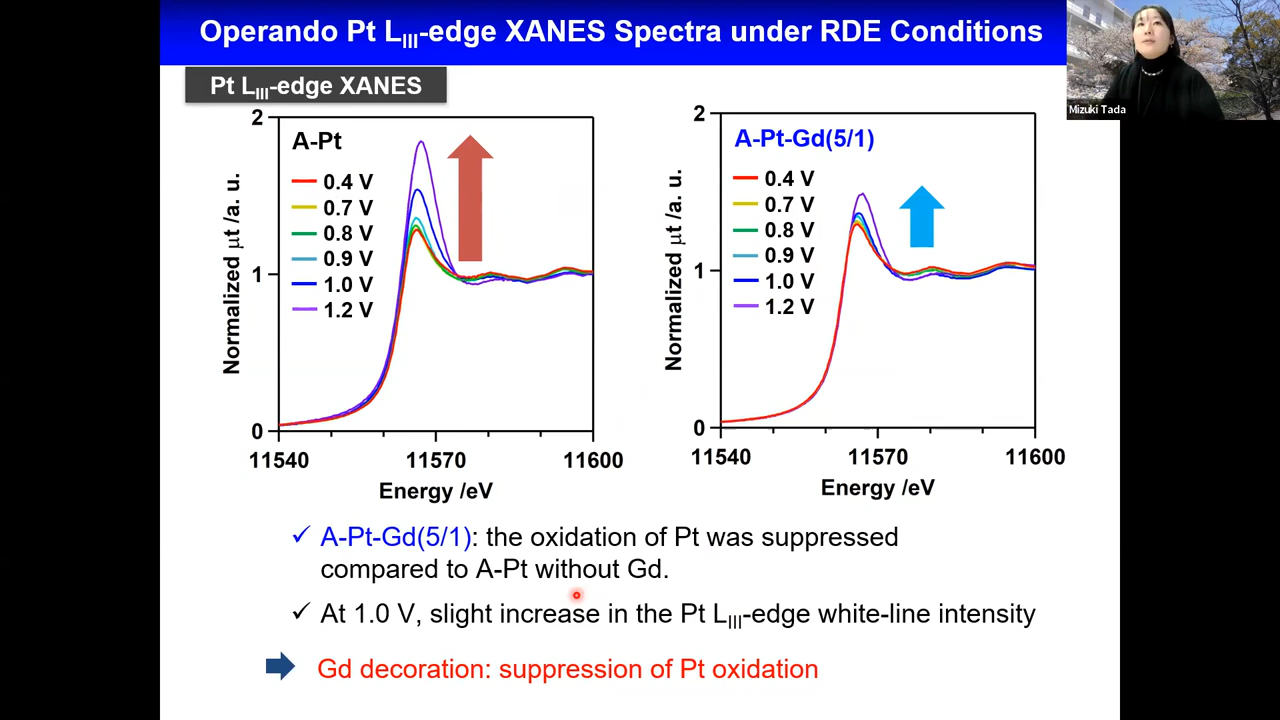 Operando Pt LIII-edge XANES Spectra under RDE Conditions
Mizuki Tada
Pt LIII-edge XANES
2
A-Pt
0.4 V
0.7 V
0.8 V
0.9 V
1.0 V
1.2 V
1
0
Normalized μt /a. u.
11540
11570
11600
Energy /eV
2
A-Pt-Gd(5/1)
0.4 V
0.7 V
0.8 V
0.9 V
1.0 V
1.2 V
1
0
Normalized μt /a. u.
11540
11570
11600
Energy /eV
✓ A-Pt-Gd(5/1): the oxidation of Pt was suppressed
compared to A-Pt without Gd.
✓ At 1.0 V, slight increase in the Pt LIII-edge white-line intensity
Gd decoration: suppression of Pt oxidation